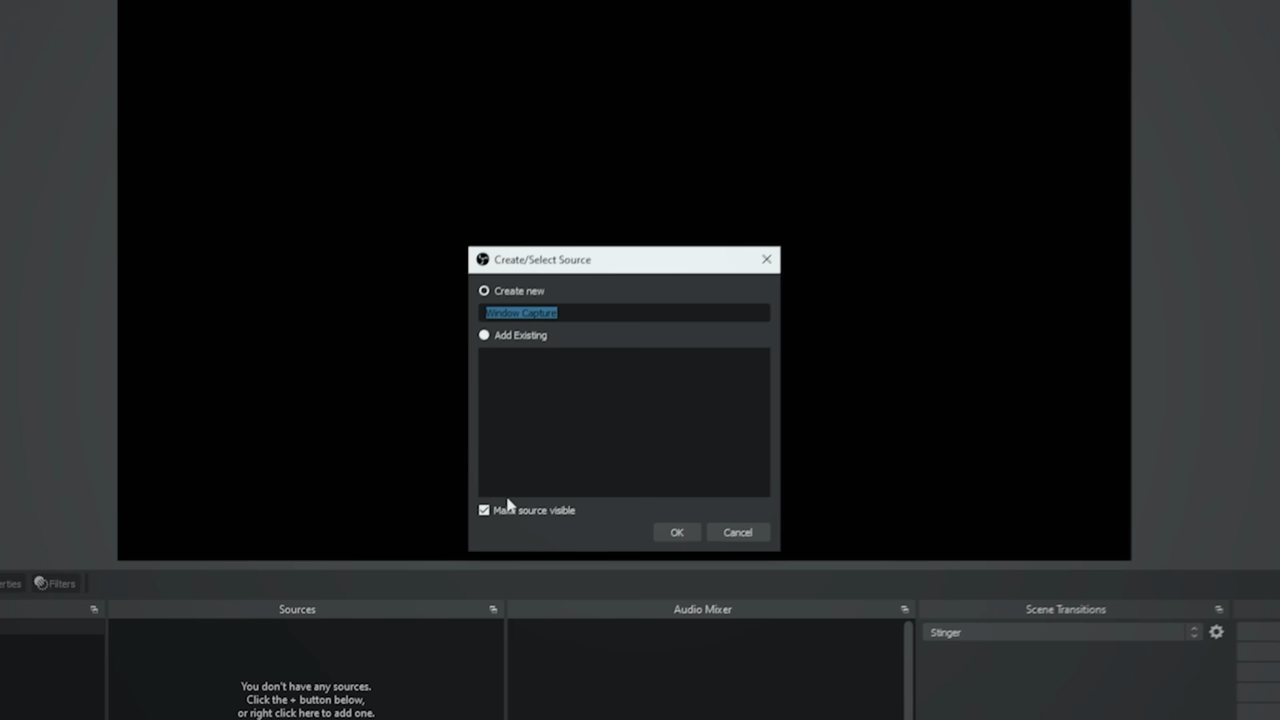 Create/Select Source
Create new
Window Capture
Add Existing
Make source visible
OK
Cancel
Filters
Sources
Audio Mixer
Scene Transitions
Stinger
You don't have any sources.
Click the + button below,
or right click here to add one.